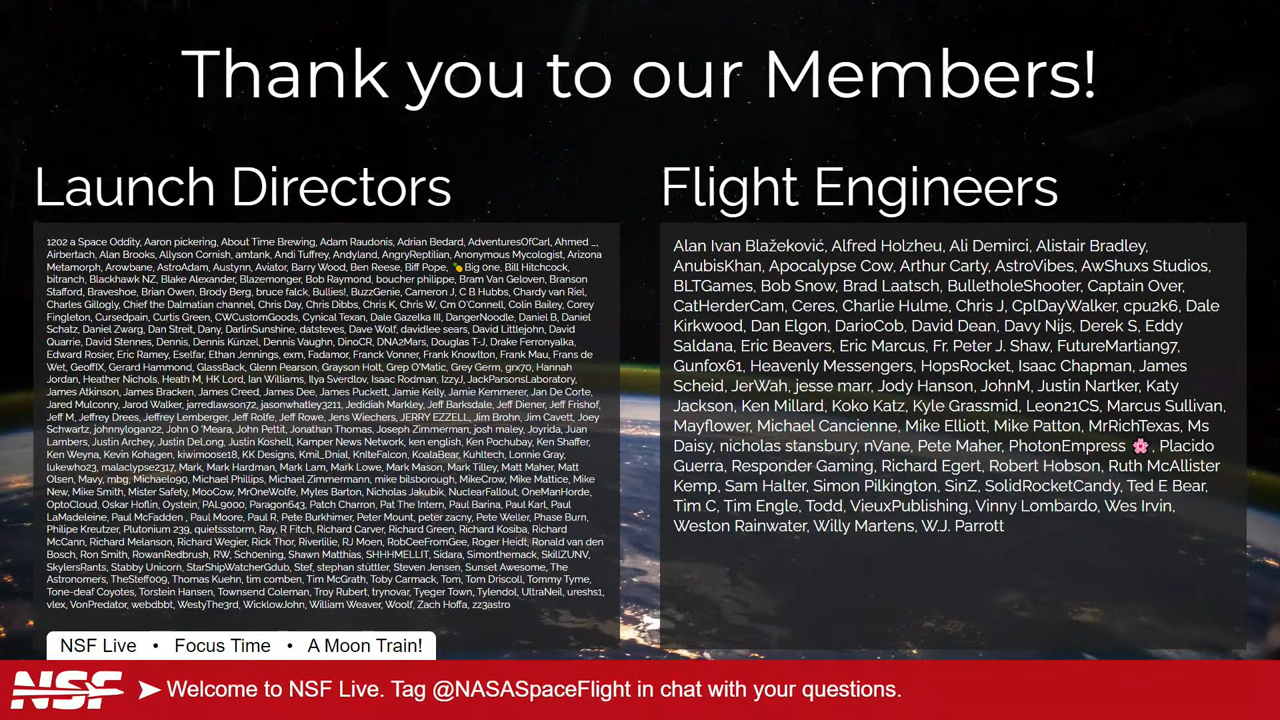 Thank you to our Members!
Launch Directors
1202 a Space Oddity, Aaron pickering, About Time Brewing, Adam Raudonis, Adrian Bedard, AdventuresOfCarl, Ahmed _,
Airbertach, Alan Brooks, Allyson Cornish, amtank, Andi Tuffrey, Andyland, AngryReptilian, Anonymous Mycologist, Arizona
Metamorph, Arowbane, AstroAdam, Austynn, Aviator, Barry Wood, Ben Reese, Biff Pope, 🍍Big 0ne, Bill Hitchcock,
bitranch, Blackhawk NZ, Blake Alexander, Blazemonger, Bob Raymond, boucher philippe, Bram Van Geloven, Branson
Stafford, Braveshoe, Brian Owen, Brody Berg, bruce falck, Bullies!, BuzzGenie, Cameron J, C B Hubbs, Chardy van Riel,
Charles Gillogly, Chief the Dalmatian channel, Chris Day, Chris Dibbs, Chris K, Chris W, Cm O'Connell, Colin Bailey, Corey
Fington, Cursedpain, Curtis Green, CWCustomGoods, Cynical Texan, Dale Gazelka III, DangerNoodle, Daniel B, Daniel
Schatz, Daniel Zwarg, Dan Streit, Dany, DarlinSunshine, datsteves, Dave Wolf, davidlee sears, David Littlejohn, David
Quarrie, David Stennes, Dennis, Dennis Künzel, Dennis Vaughn, DinoCR, DNA2Mars, Douglas T-J, Drake Ferronyalka,
Edward Rosier, Eric Ramey, Eselfar, Ethan Jennings, exm, Fadamor, Franck Vonner, Frank Knowlton, Frank Mau, Frans de
Wet, GeoffIX, Gerard Hammond, GlassBack, Glenn Pearson, Grayson Holt, Grep O'Matic, Grey Germ, grx70, Hannah
Jordan, Heather Nichols, Heath M, HK Lord, Ian Williams, Ilya Sverdlov, Isaac Rodman, IzzyJ, JackParsonsLaboratory,
James Atkinson, James Bracken, James Creed, James Dee, James Puckett, Jamie Kelly, Jamie Kemmerer, Jan De Corte,
Jared Mulconry, Jarod Walker, jarredlawson72, jasonwhatley3211, Jedidiah Markley, Jeff Barksdale, Jeff Diener, Jeff Frishof,
Jeff M, Jeffrey Drees, Jeffrey Lemberger, Jeff Rolfe, Jeff Rowe, Jens Wiechers, JERRY EZZELL, Jim Brohn, Jim Cavett, Joey
Schwartz, johnnylogan22, John O 'Meara, John Pettit, Jonathan Thomas, Joseph Zimmerman, josh maley, Joyrida, Juan
Lambers, Justin Archey, Justin DeLong, Justin Koshell, Kamper News Network, ken english, Ken Pochubay, Ken Shaffer,
Ken Weyna, Kevin Kohagen, kiwimoose18, KK Designs, Kmil_Dnial, KnIteFalcon, KoalaBear, Kuhltech, Lonnie Gray,
lukewho23, malaclypse2317, Mark, Mark Hardman, Mark Lam, Mark Lowe, Mark Mason, Mark Tilley, Matt Maher, Matt
Olsen, Mavy, mbg, Michael090, Michael Phillips, Michael Zimmermann, mike bilsborough, MikeCrow, Mike Mattice, Mike
New, Mike Smith, Mister Safety, MooCow, MrOneWolfe, Myles Barton, Nicholas Jakubik, NuclearFallout, OneManHorde,
OptoCloud, Oskar Hoflin, Oystein, PAL9000, Paragon643, Patch Charron, Pat The Intern, Paul Barina, Paul Karl, Paul
LaMadeleine, Paul McFadden , Paul Moore, Paul R, Pete Burkhimer, Peter Mount, peter zacny, Pete Weller, Phase Burn,
Philipe Kreutzer, Plutonium 239, quietssstorm, Ray, R Fitch, Richard Carver, Richard Green, Richard Kosiba, Richard
McCann, Richard Melanson, Richard Wegier, Rick Thor, Riverlilie, RJ Moen, RobCeeFromGee, Roger Heidt, Ronald van den
Bosch, Ron Smith, RowanRedbrush, RW, Schoening, Shawn Matthias, SHHHMELLIT, Sidara, Simonthemack, SkillZUNV,
SkylersRants, Stabby Unicorn, StarShipWatcherGdub, Stef, stephan stüttler, Steven Jensen, Sunset Awesome, The
Astronomers, TheSteff009, Thomas Kuehn, tim comben, Tim McGrath, Toby Carmack, Tom, Tom Driscoll, Tommy Tyme,
Tone-deaf Coyotes, Torstein Hansen, Townsend Coleman, Troy Rubert, trynovar, Tyeger Town, Tylendol, UltraNeil, ureshs1,
vlex, VonPredator, webdbbt, WestyThe3rd, WicklowJohn, William Weaver, Woolf, Zach Hoffa, zz3astro
Flight Engineers
Alan Ivan Blažeković, Alfred Holzheu, Ali Demirci, Alistair Bradley,
AnubisKhan, Apocalypse Cow, Arthur Carty, AstroVibes, AwShuxs Studios,
BLTGames, Bob Snow, Brad Laatsch, BulletholeShooter, Captain Over,
CatHerderCam, Ceres, Charlie Hulme, Chris J, CplDayWalker, cpu2k6, Dale
Kirkwood, Dan Elgon, DarioCob, David Dean, Davy Nijs, Derek S, Eddy
Saldana, Eric Beavers, Eric Marcus, Fr. Peter J. Shaw, FutureMartian97,
Gunfox61, Heavenly Messengers, HopsRocket, Isaac Chapman, James
Scheid, JerWah, jesse marr, Jody Hanson, JohnM, Justin Nartker, Katy
Jackson, Ken Millard, Koko Katz, Kyle Grassmid, Leon21CS, Marcus Sullivan,
Mayflower, Michael Cancienne, Mike Elliott, Mike Patton, MrRichTexas, Ms
Daisy, nicholas stansbury, nVane, Pete Maher, PhotonEmpress 🌸, Placido
Guerra, Responder Gaming, Richard Egert, Robert Hobson, Ruth McAllister
Kemp, Sam Halter, Simon Pilkington, SinZ, SolidRocketCandy, Ted E Bear,
Tim C, Tim Engle, Todd, VieuxPublishing, Vinny Lombardo, Wes Irvin,
Weston Rainwater, Willy Martens, W.J. Parrott
NSF Live • Focus Time • A Moon Train!
NSF
Welcome to NSF Live. Tag @NASASpaceFlight in chat with your questions.